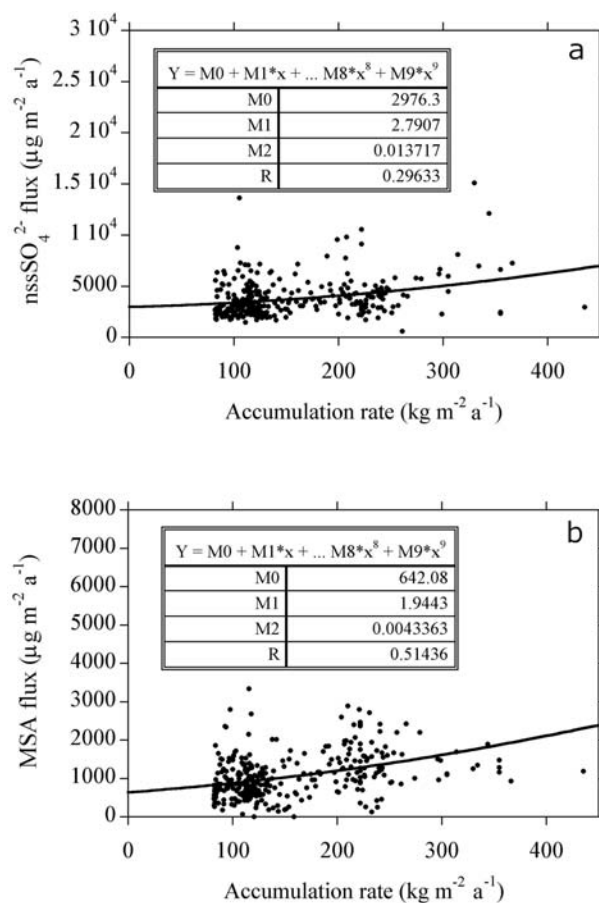 a
3 10⁴
2.5 10⁴
2 10⁴
1.5 10⁴
1 10⁴
5000
0
nssSO₄²⁻ flux (µg m⁻² a⁻¹)
Y = M0 + M1*x + ... M8*x⁸ + M9*x⁹
M0 2976.3
M1 2.7907
M2 0.013717
R 0.29633
0 100 200 300 400
Accumulation rate (kg m⁻² a⁻¹)
b
8000
7000
6000
5000
4000
3000
2000
1000
0
MSA flux (µg m⁻² a⁻¹)
Y = M0 + M1*x + ... M8*x⁸ + M9*x⁹
M0 642.08
M1 1.9443
M2 0.0043363
R 0.51436
0 100 200 300 400
Accumulation rate (kg m⁻² a⁻¹)